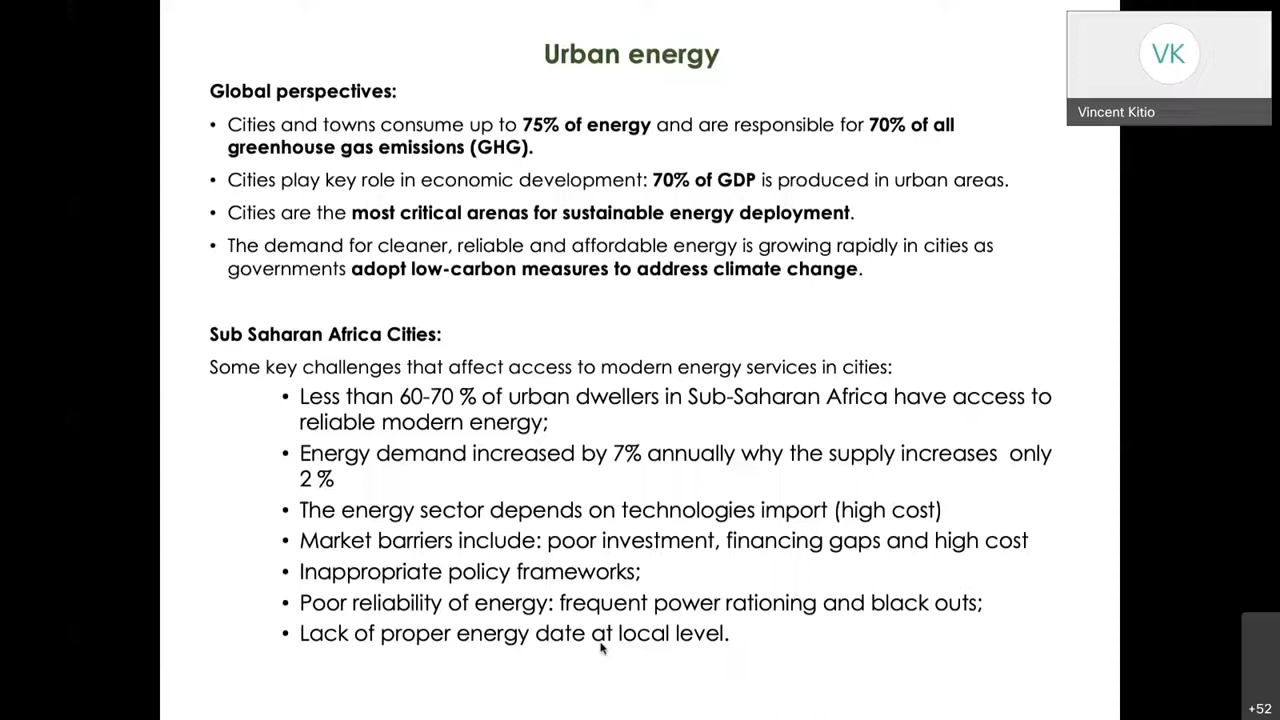 Urban energy
VK
Vincent Kitio
Global perspectives:
• Cities and towns consume up to 75% of energy and are responsible for 70% of all
greenhouse gas emissions (GHG).
• Cities play key role in economic development: 70% of GDP is produced in urban areas.
• Cities are the most critical arenas for sustainable energy deployment.
• The demand for cleaner, reliable and affordable energy is growing rapidly in cities as
governments adopt low-carbon measures to address climate change.
Sub Saharan Africa Cities:
Some key challenges that affect access to modern energy services in cities:
• Less than 60-70 % of urban dwellers in Sub-Saharan Africa have access to
reliable modern energy;
• Energy demand increased by 7% annually why the supply increases only
2 %
• The energy sector depends on technologies import (high cost)
• Market barriers include: poor investment, financing gaps and high cost
• Inappropriate policy frameworks;
• Poor reliability of energy: frequent power rationing and black outs;
• Lack of proper energy date at local level.
+52